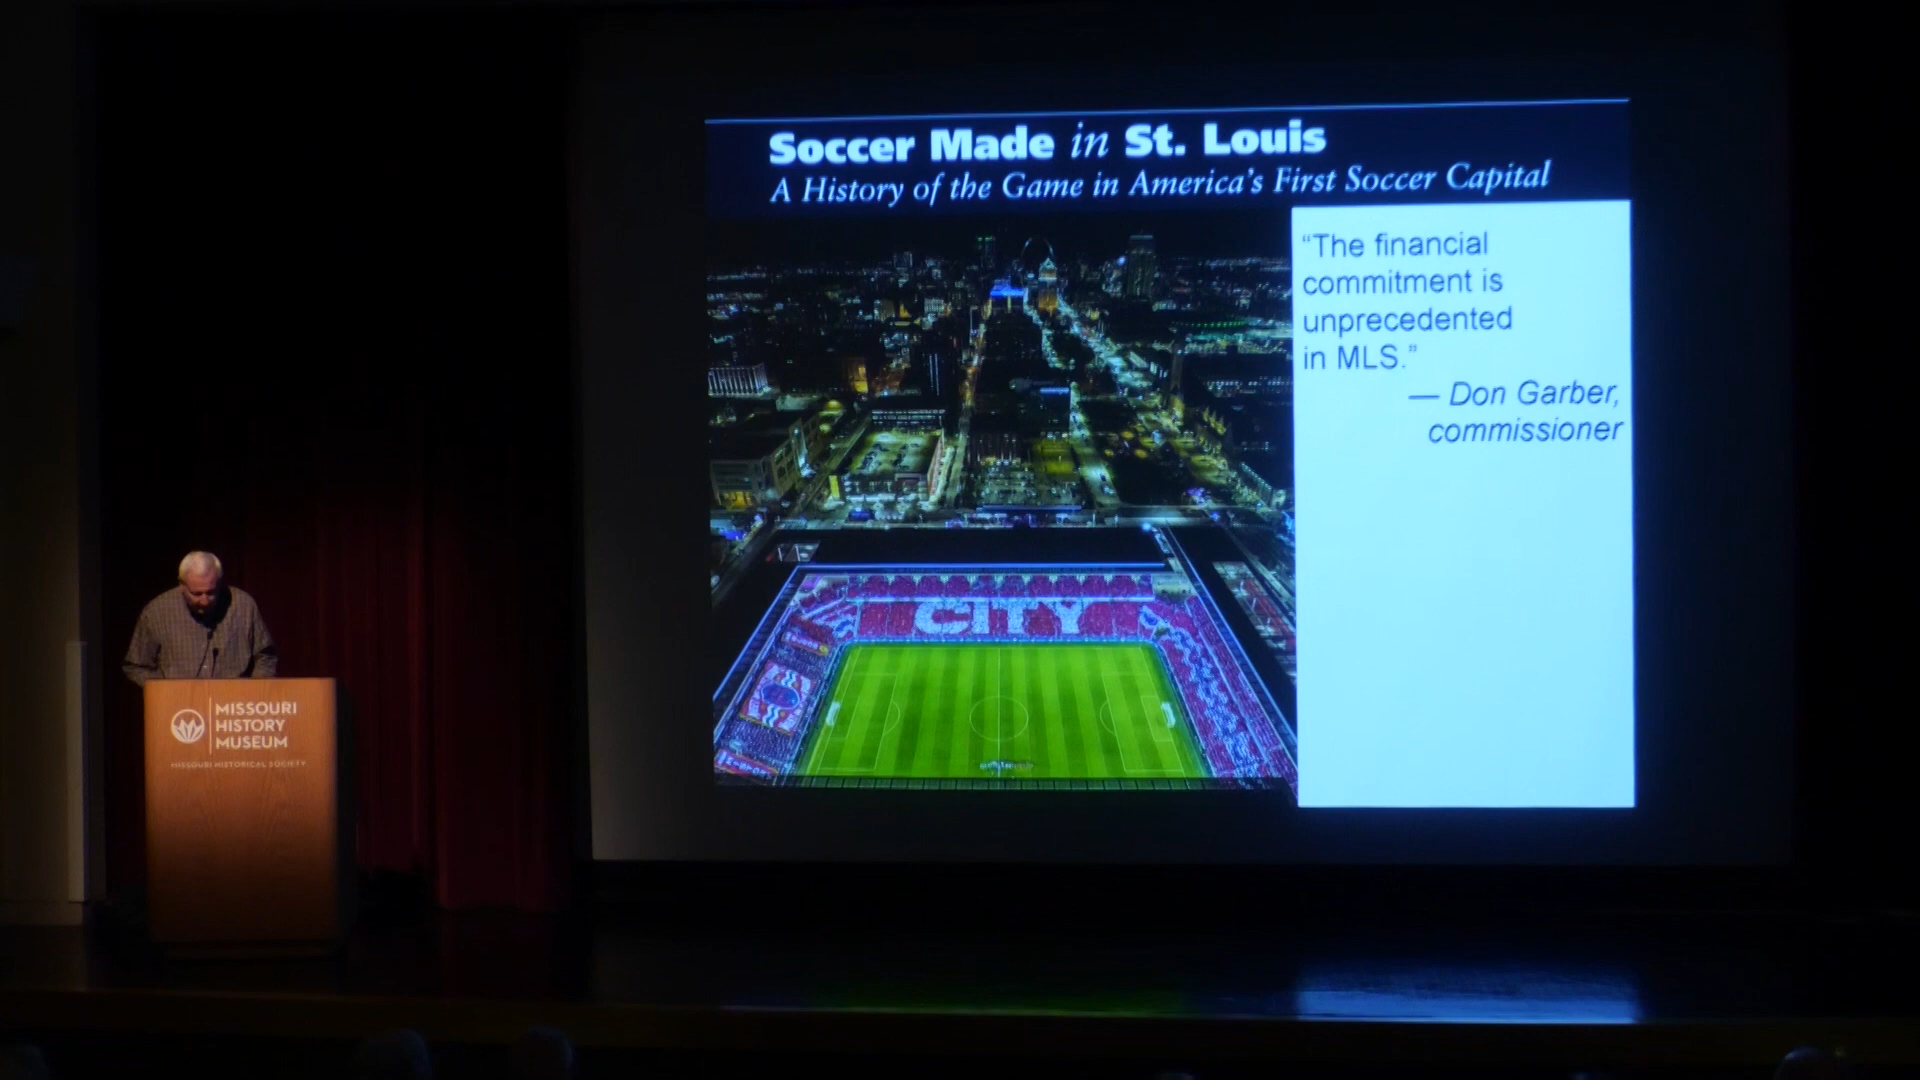 Soccer Made in St. Louis
A History of the Game in America's First Soccer Capital
“The financial
commitment is
unprecedented
in MLS.”
— Don Garber,
commissioner
CITY
MISSOURI
HISTORY
MUSEUM
MISSOURI HISTORICAL SOCIETY